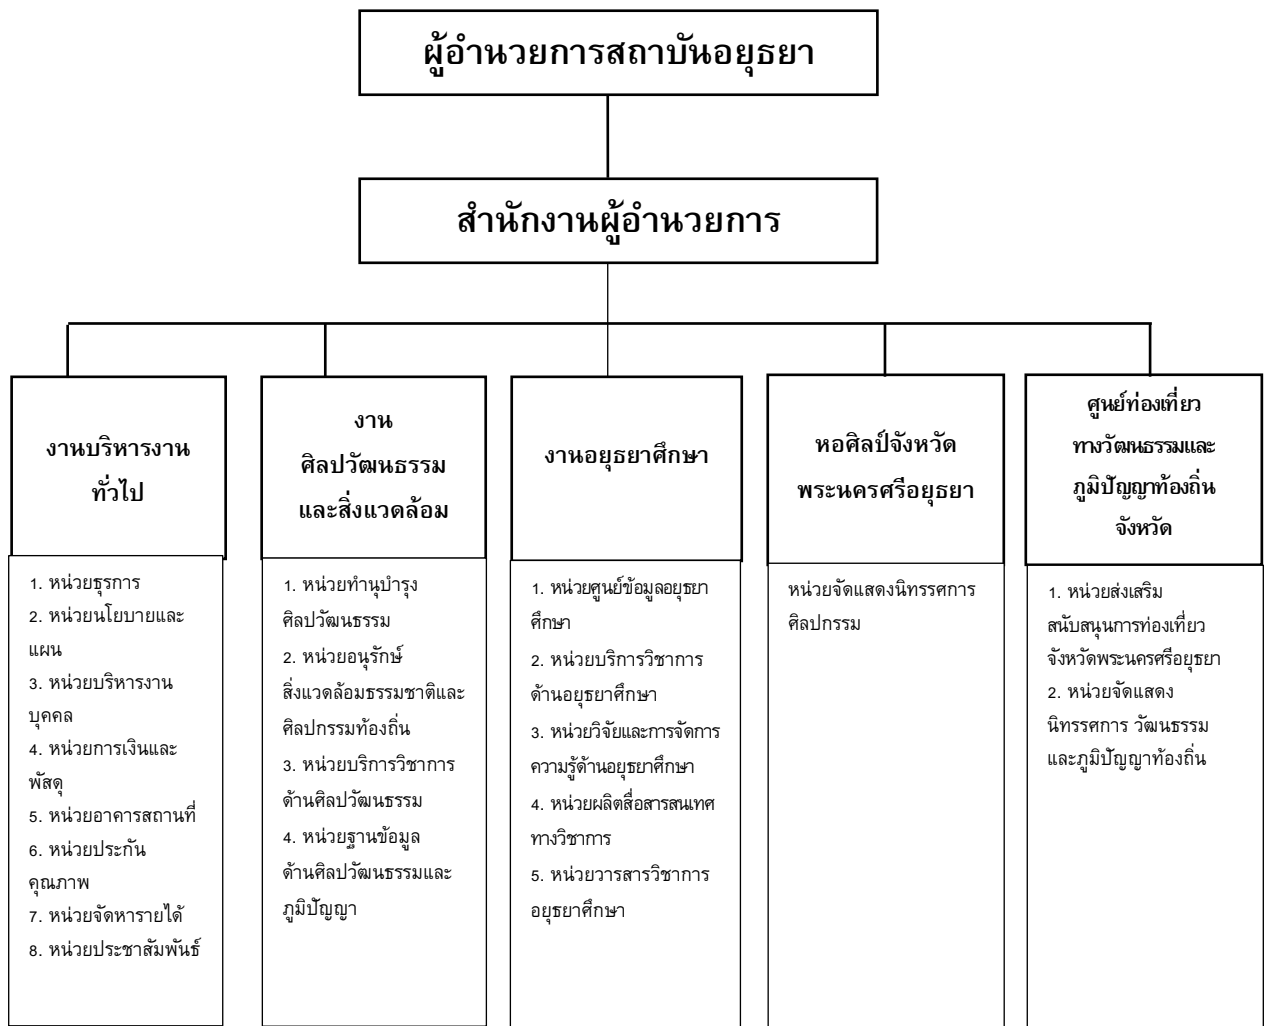 ผู้อำนวยการสถาบันอยุธยา
สำนักงานผู้อำนวยการ
งานบริหารงาน
ทั่วไป
1. หน่วยธุรการ
2. หน่วยนโยบายและ
แผน
3. หน่วยบริหารงาน
บุคคล
4. หน่วยการเงินและ
พัสดุ
5. หน่วยอาคารสถานที่
6. หน่วยประกัน
คุณภาพ
7. หน่วยจัดหารายได้
8. หน่วยประชาสัมพันธ์
งาน
ศิลปวัฒนธรรม
และสิ่งแวดล้อม
1. หน่วยทำนุบำรุง
ศิลปวัฒนธรรม
2. หน่วยอนุรักษ์
สิ่งแวดล้อมธรรมชาติและ
ศิลปกรรมท้องถิ่น
3. หน่วยบริการวิชาการ
ด้านศิลปวัฒนธรรม
4. หน่วยฐานข้อมูล
ด้านศิลปวัฒนธรรมและ
ภูมิปัญญา
งานอยุธยาศึกษา
1. หน่วยศูนย์ข้อมูลอยุธยา
ศึกษา
2. หน่วยบริการวิชาการ
ด้านอยุธยาศึกษา
3. หน่วยวิจัยและการจัดการ
ความรู้ด้านอยุธยาศึกษา
4. หน่วยผลิตสื่อสารสนเทศ
ทางวิชาการ
5. หน่วยวารสารวิชาการ
อยุธยาศึกษา
หอศิลป์จังหวัด
พระนครศรีอยุธยา
หน่วยจัดแสดงนิทรรศการ
ศิลปกรรม
ศูนย์ท่องเที่ยว
ทางวัฒนธรรมและ
ภูมิปัญญาท้องถิ่น
จังหวัด
1. หน่วยส่งเสริม
สนับสนุนการท่องเที่ยว
จังหวัดพระนครศรีอยุธยา
2. หน่วยจัดแสดง
นิทรรศการ วัฒนธรรม
และภูมิปัญญาท้องถิ่น